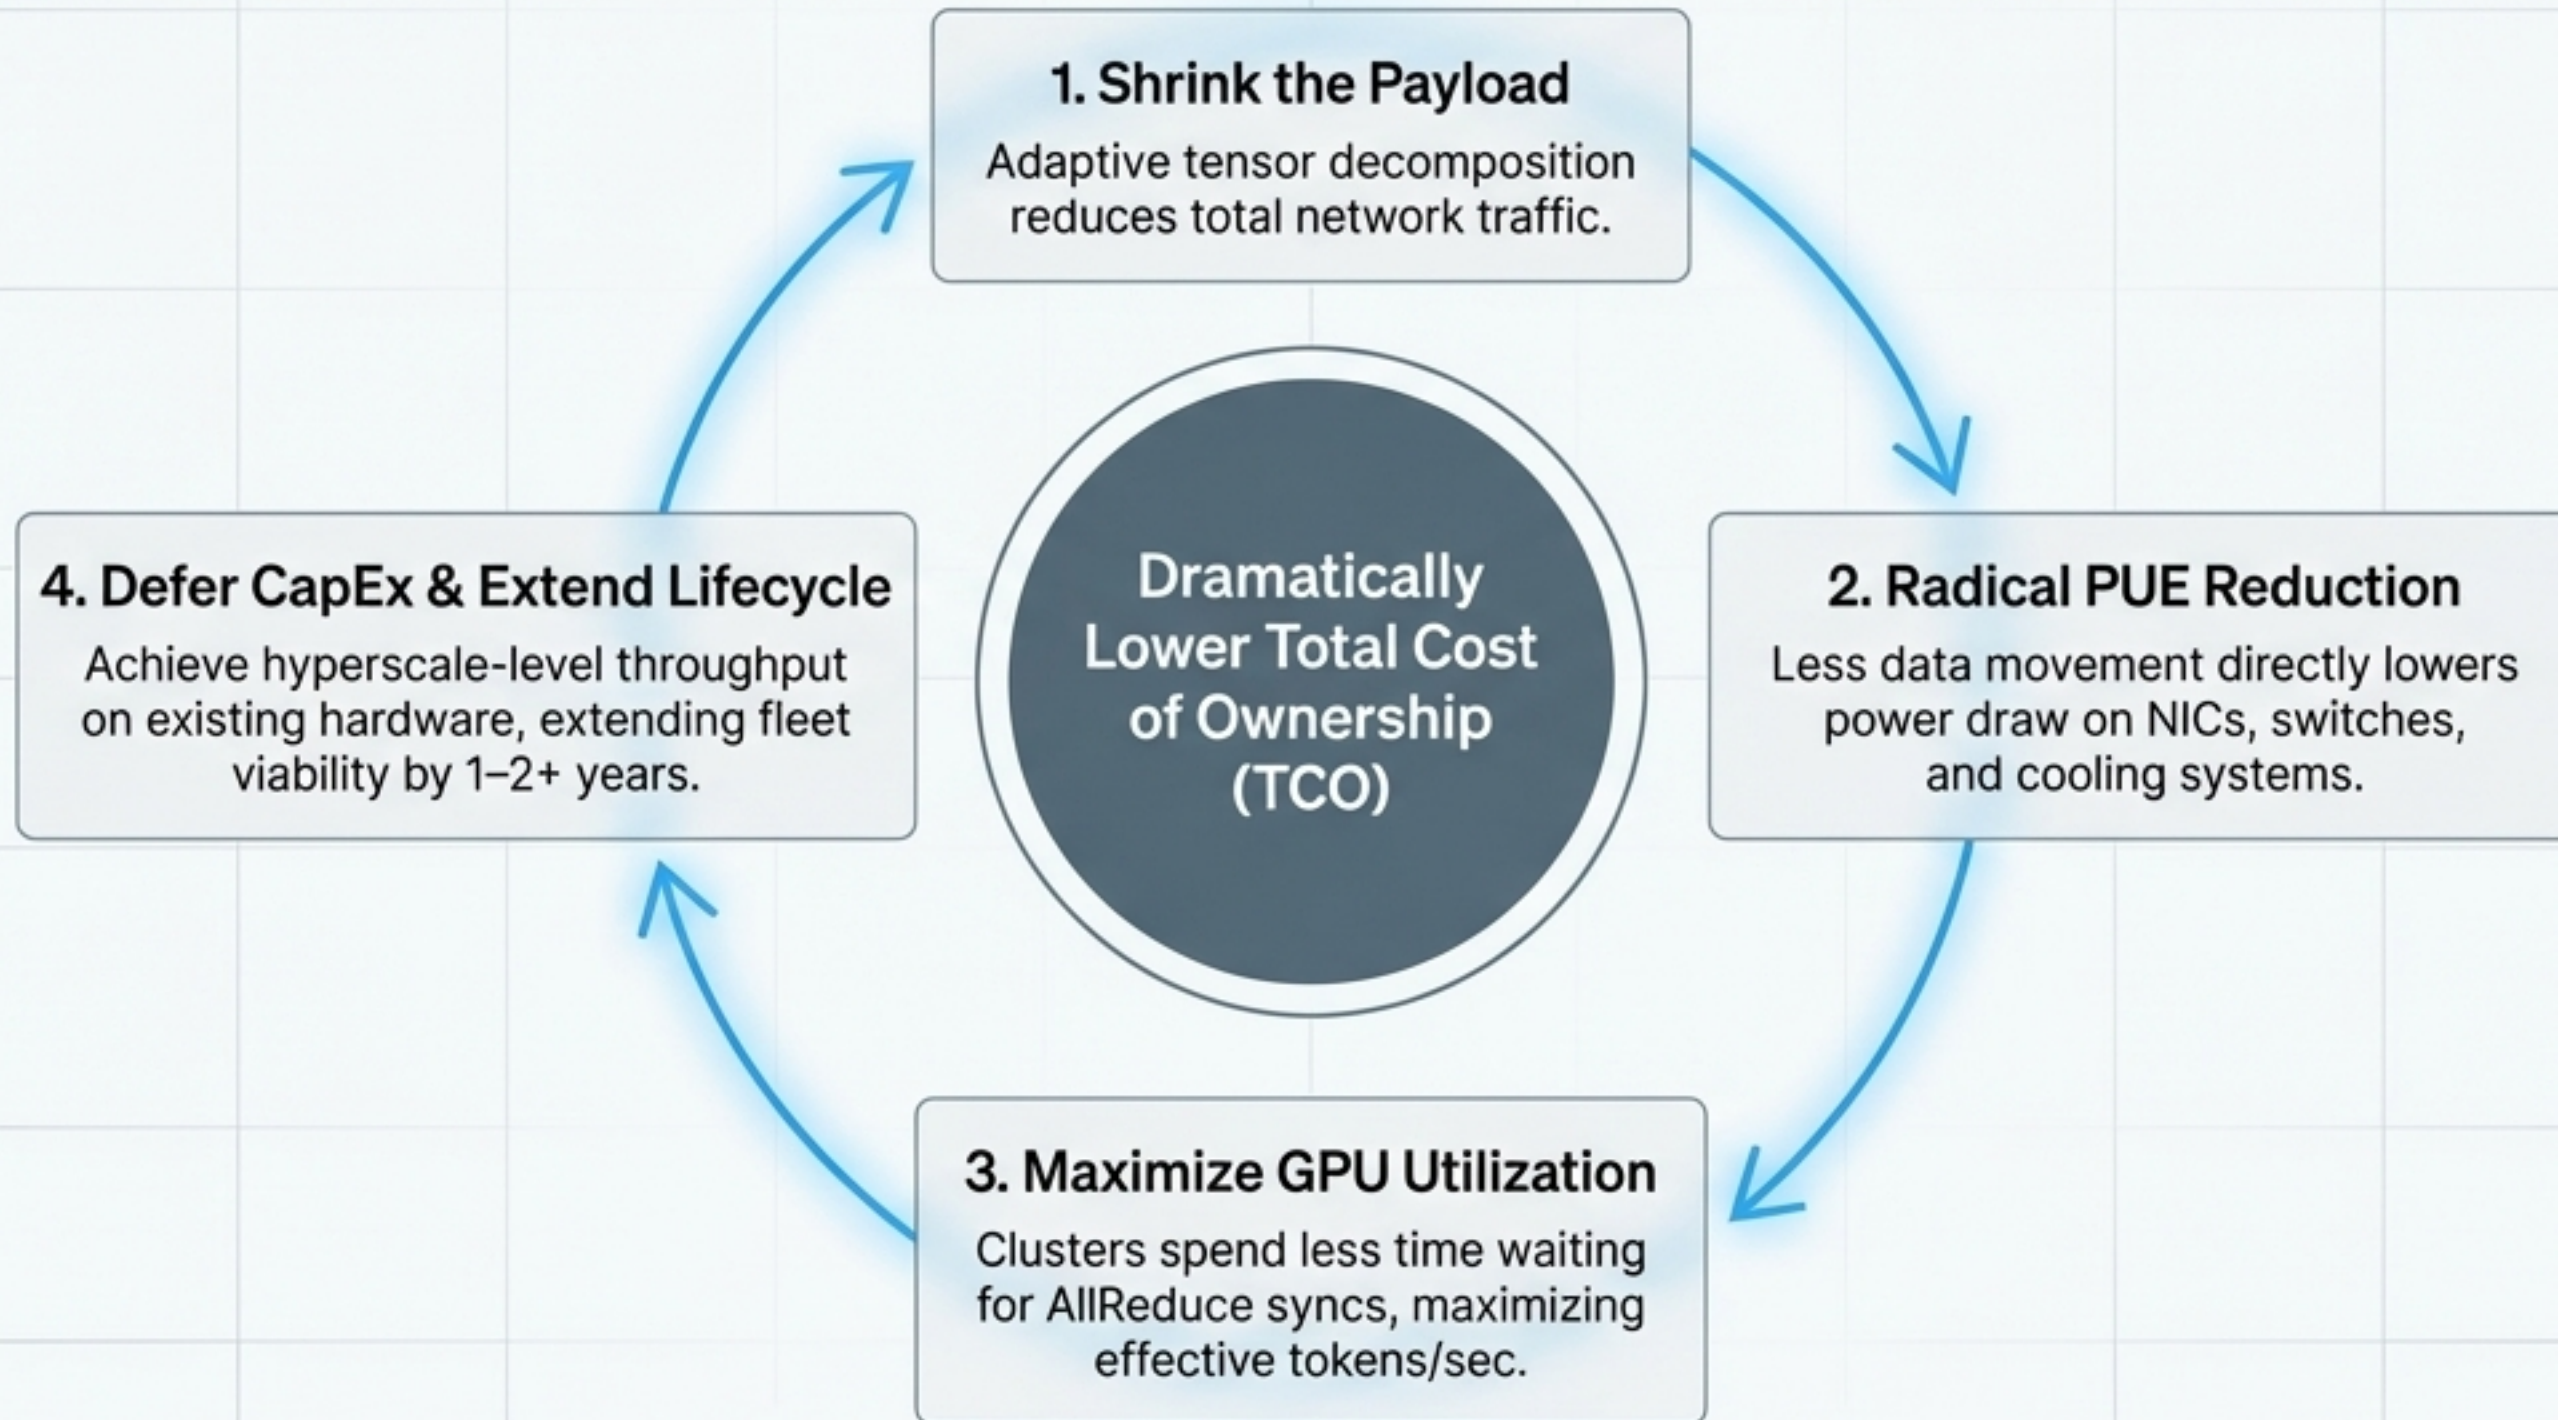 1. Shrink the Payload
Adaptive tensor decomposition
reduces total network traffic.
2. Radical PUE Reduction
Less data movement directly lowers
power draw on NICs, switches,
and cooling systems.
3. Maximize GPU Utilization
Clusters spend less time waiting
for AllReduce syncs, maximizing
effective tokens/sec.
4. Defer CapEx & Extend Lifecycle
Achieve hyperscale-level throughput
on existing hardware, extending fleet
viability by 1–2+ years.
Dramatically
Lower Total Cost
of Ownership
(TCO)